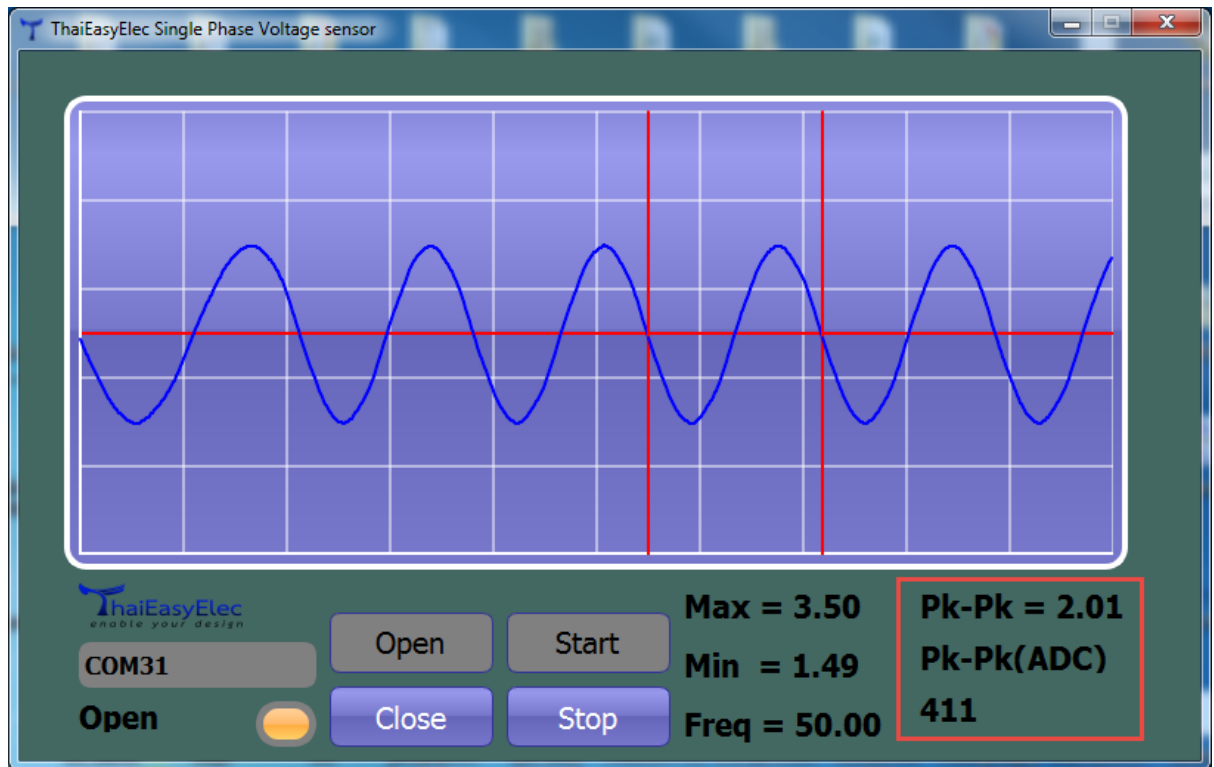 ThaiEasyElec Single Phase Voltage sensor
ThaiEasyElec
enable your design
COM31
Open
Open
Start
Close
Stop
Max = 3.50
Min = 1.49
Freq = 50.00
Pk-Pk = 2.01
Pk-Pk(ADC)
411